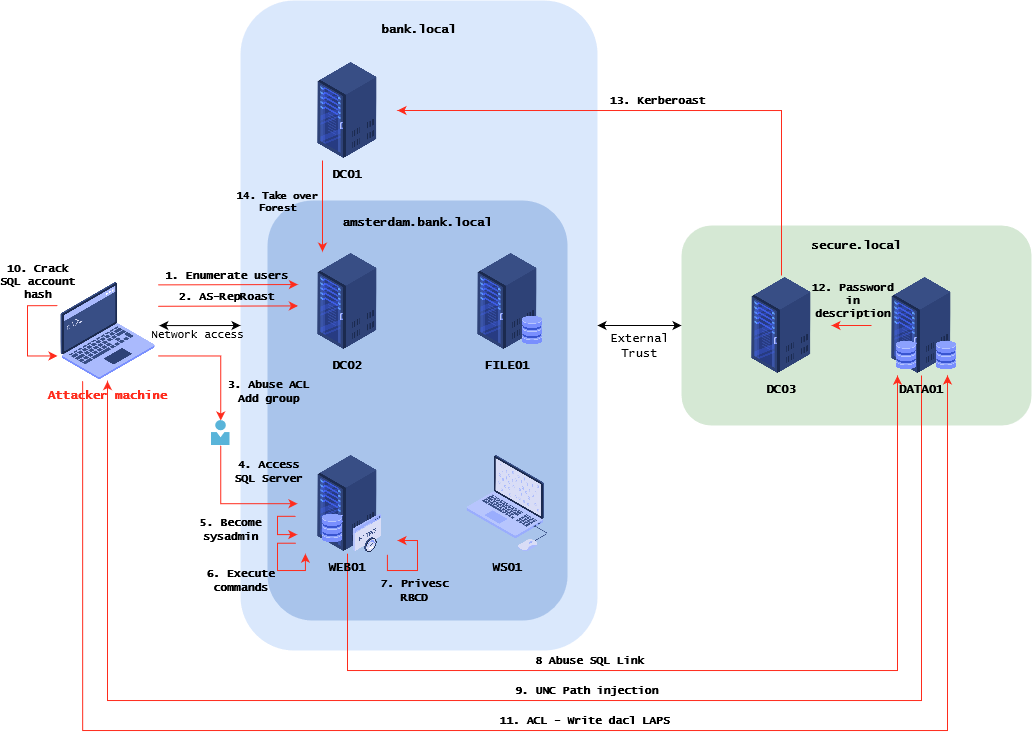 bank.local
13. Kerberoast
DC01
14. Take over
Forest
amsterdam.bank.local
secure.local
10. Crack
SQL account
hash
1. Enumerate users
2. AS-RepRoast
Network access
DC02
FILE01
External
Trust
12. Password
in
description
DC03
DATA01
Attacker machine
3. Abuse ACL
Add group
4. Access
SQL Server
5. Become
sysadmin
6. Execute
commands
WEB01
7. Privesc
RBCD
WS01
8 Abuse SQL Link
9. UNC Path injection
11. ACL - Write dacl LAPS